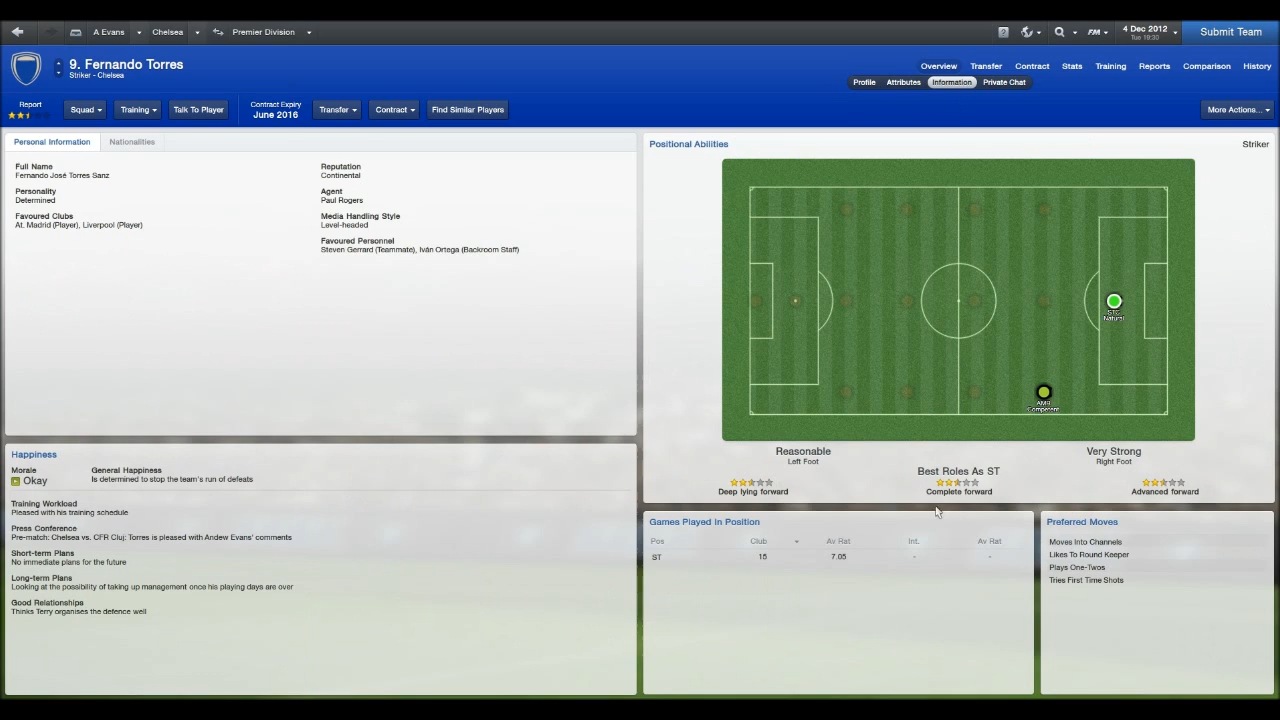 A Evans
Chelsea
Premier Division
FM
4 Dec 2012
Tue 19:30
Submit Team
9. Fernando Torres
Striker - Chelsea
Overview Transfer Contract Stats Training Reports Comparison History
Profile Attributes Information Private Chat
Report
Squad
Training
Talk To Player
Contract Expiry
June 2016
Transfer
Contract
Find Similar Players
More Actions...
Personal Information
Nationalities
Full Name
Fernando José Torres Sanz
Personality
Determined
Favoured Clubs
At. Madrid (Player), Liverpool (Player)
Reputation
Continental
Agent
Paul Rogers
Media Handling Style
Level-headed
Favoured Personnel
Steven Gerrard (Teammate), Iván Ortega (Backroom Staff)
Happiness
Morale
Okay
General Happiness
Is determined to stop the team's run of defeats
Training Workload
Pleased with his training schedule
Press Conference
Pre-match: Chelsea vs. CFR Cluj: Torres is pleased with Andew Evans' comments
Short-term Plans
No immediate plans for the future
Long-term Plans
Looking at the possibility of taking up management once his playing days are over
Good Relationships
Thinks Terry organises the defence well
Positional Abilities
Striker
STC
Natural
AMR
Competent
Reasonable
Left Foot
Very Strong
Right Foot
Best Roles As ST
Deep lying forward
Complete forward
Advanced forward
Games Played In Position
Pos Club Av Rat Int. Av Rat
ST 15 7.05 - -
Preferred Moves
Moves Into Channels
Likes To Round Keeper
Plays One-Twos
Tries First Time Shots